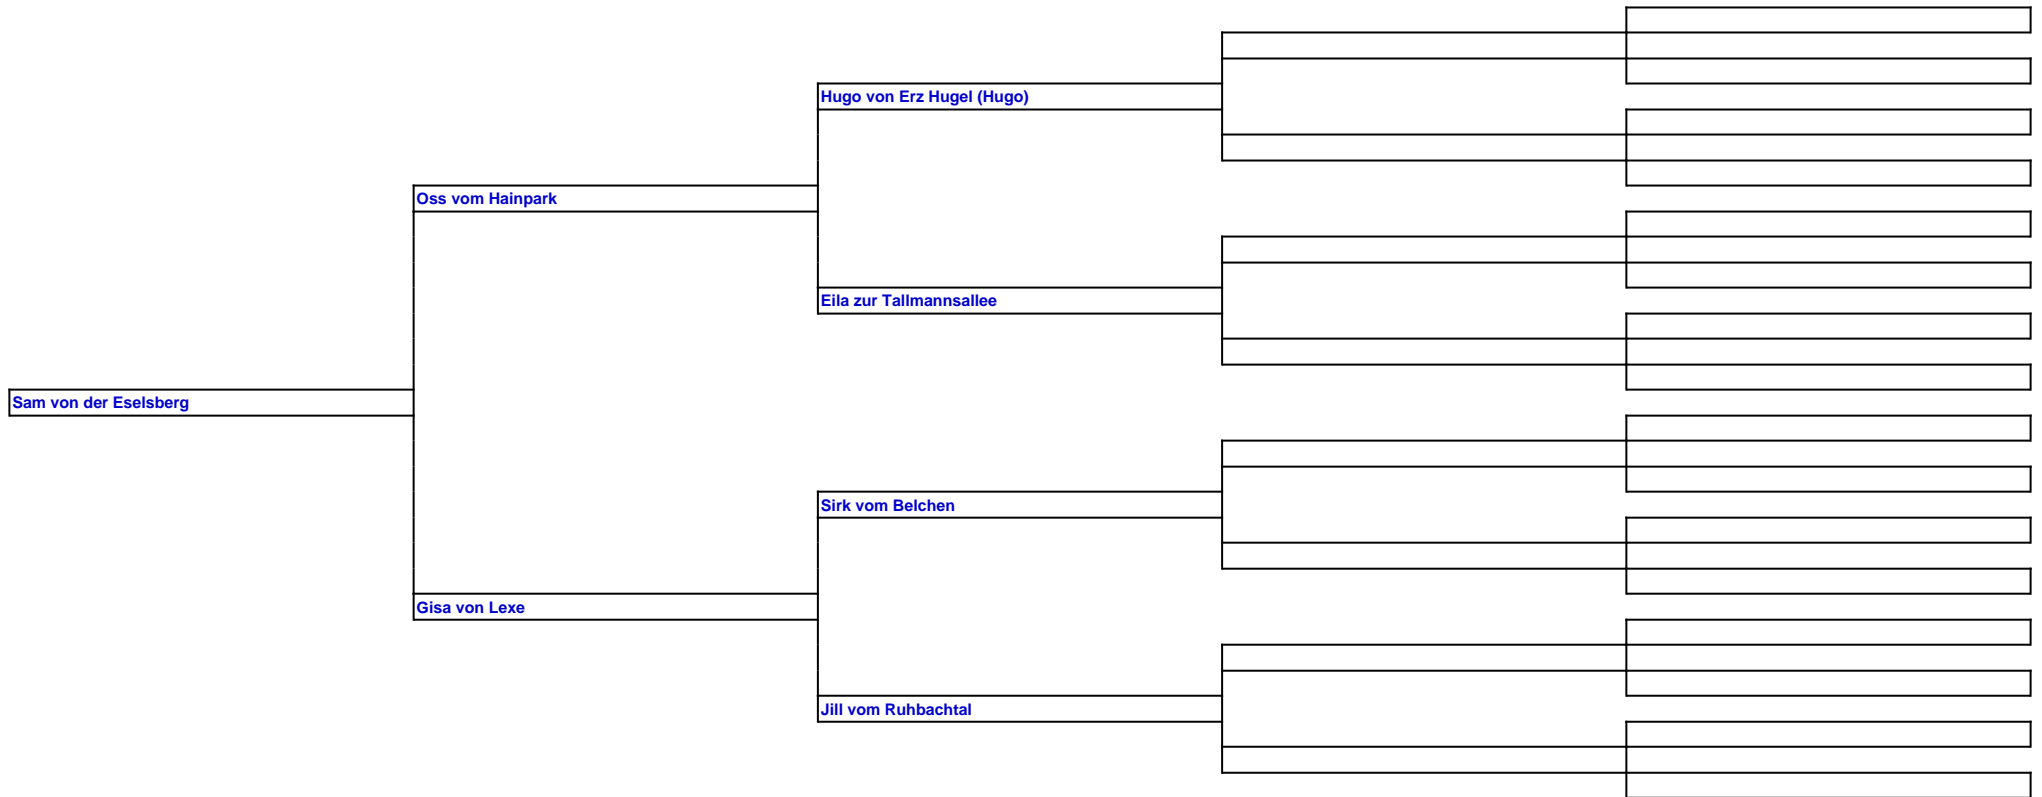 Hugo von Erz Hugel (Hugo)
Oss vom Hainpark
Eila zur Tallmannsallee
Sam von der Eselsberg
Sirk vom Belchen
Gisa von Lexe
Jill vom Ruhbachtal